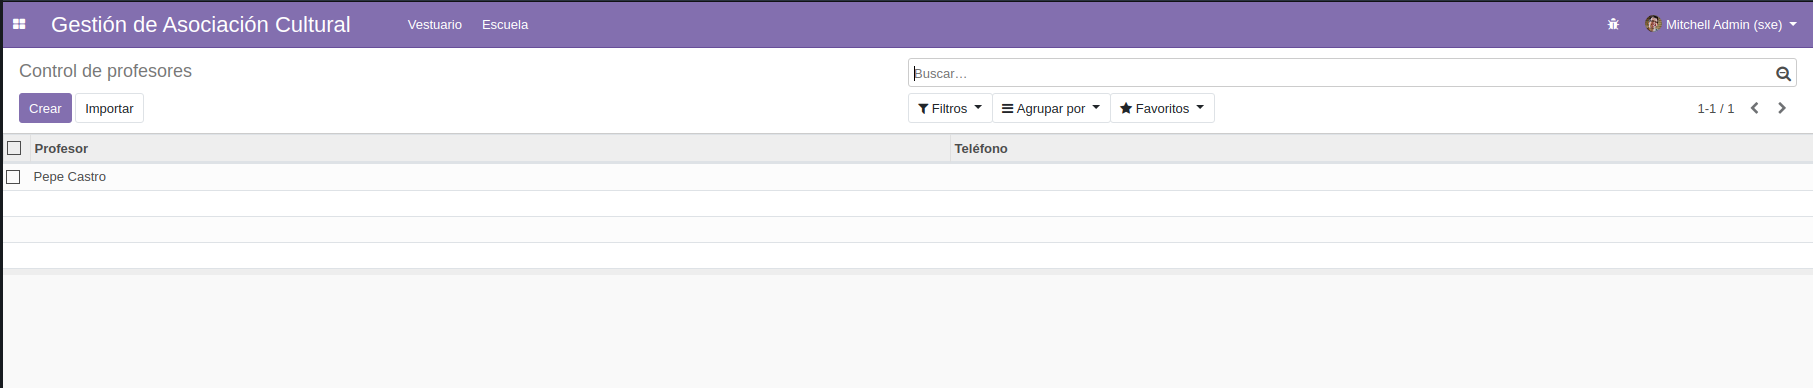 Gestión de Asociación Cultural Vestuario Escuela Mitchell Admin (sxe)
Control de profesores
Buscar...
Crear Importar Filtros Agrupar por Favoritos 1-1 / 1
Profesor Teléfono
Pepe Castro